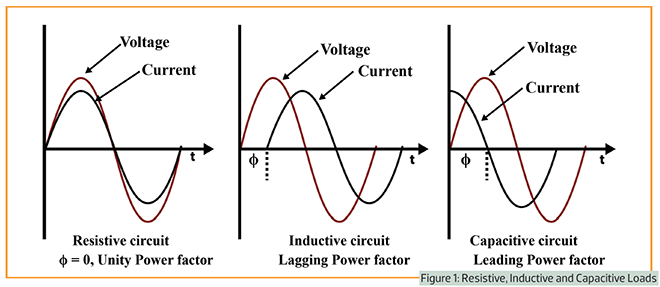 Voltage
Current
t
Resistive circuit
ϕ = 0, Unity Power factor
Voltage
Current
ϕ
t
Inductive circuit
Lagging Power factor
Voltage
Current
ϕ
t
Capacitive circuit
Leading Power factor
Figure 1: Resistive, Inductive and Capacitive Loads